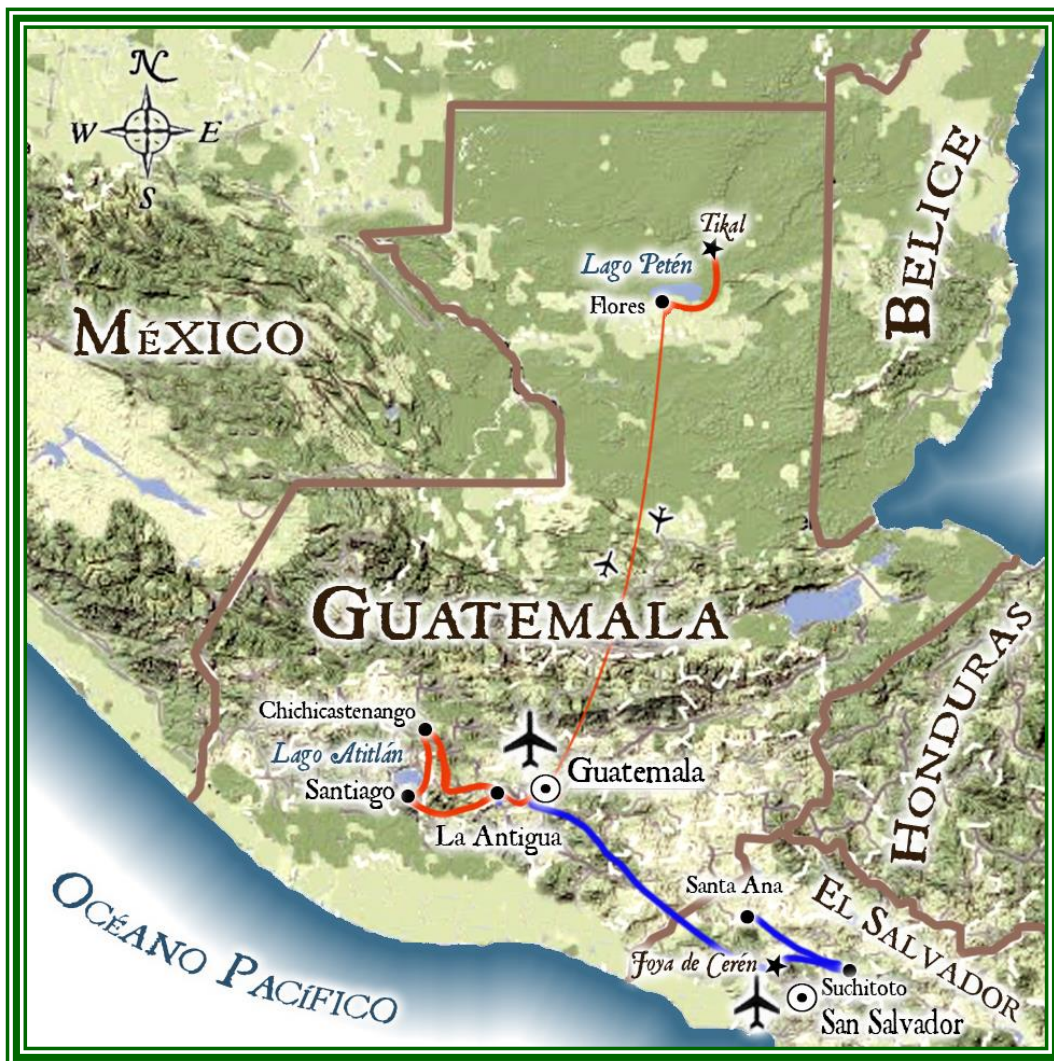 N
W E
S
Tikal
Lago Petén
Flores
BELICE
MÉXICO
GUATEMALA
HONDURAS
Chichicastenango
Lago Atitlán
Guatemala
Santiago
La Antigua
Santa Ana
EL SALVADOR
Joya de Cerén
Suchitoto
San Salvador
OCÉANO PACÍFICO